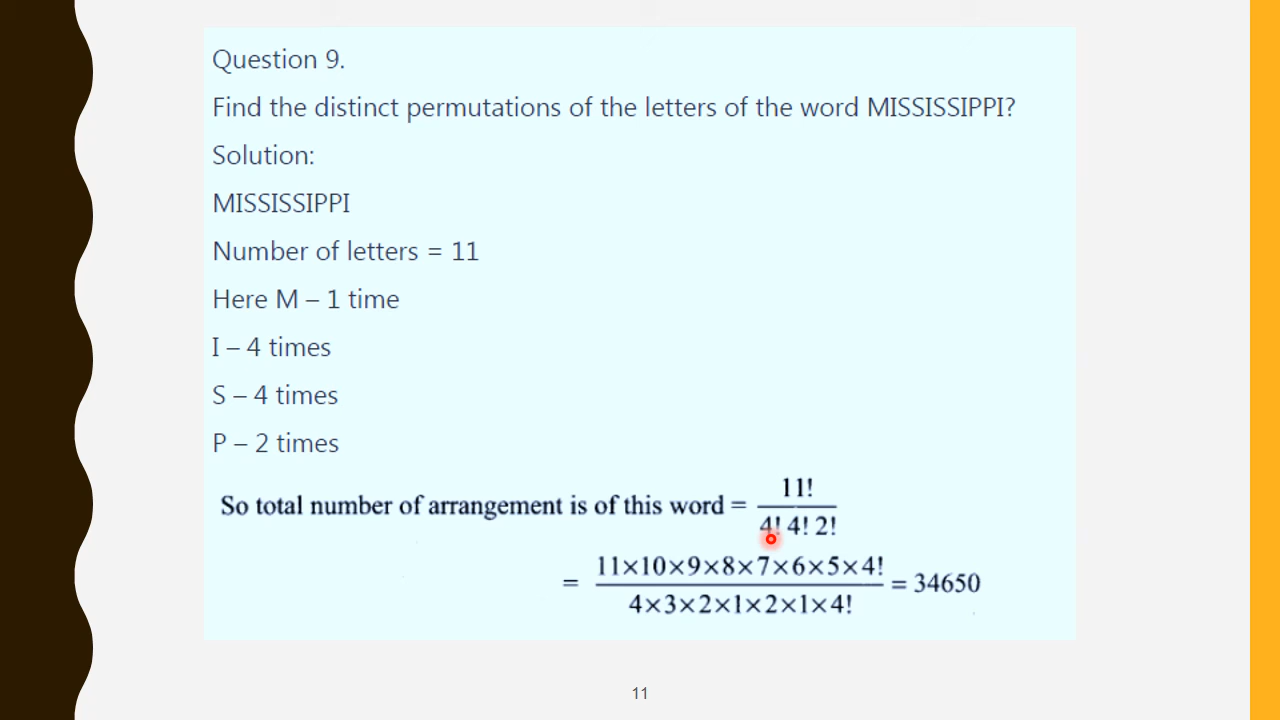 Question 9.
Find the distinct permutations of the letters of the word MISSISSIPPI?
Solution:
MISSISSIPPI
Number of letters = 11
Here M – 1 time
I – 4 times
S – 4 times
P – 2 times
So total number of arrangement is of this word = 11! / 4! 4! 2!
= 11×10×9×8×7×6×5×4! / 4×3×2×1×2×1×4! = 34650
11